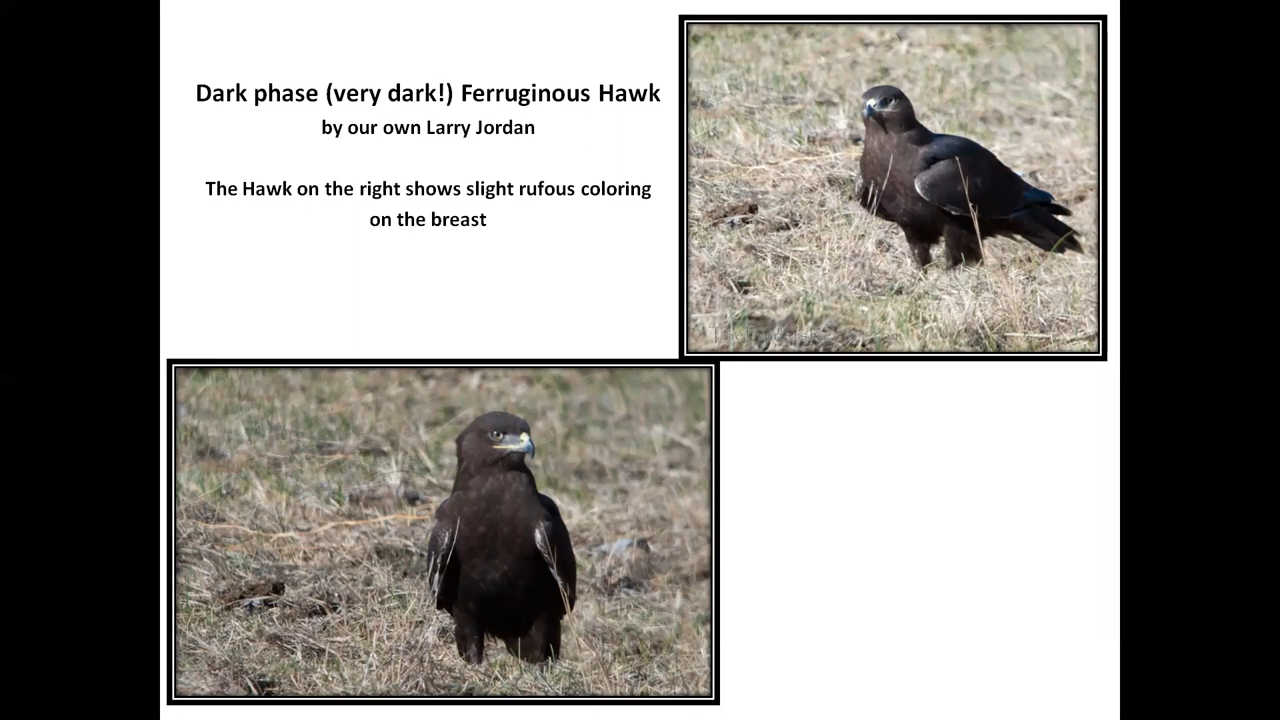 Dark phase (very dark!) Ferruginous Hawk
by our own Larry Jordan
The Hawk on the right shows slight rufous coloring
on the breast